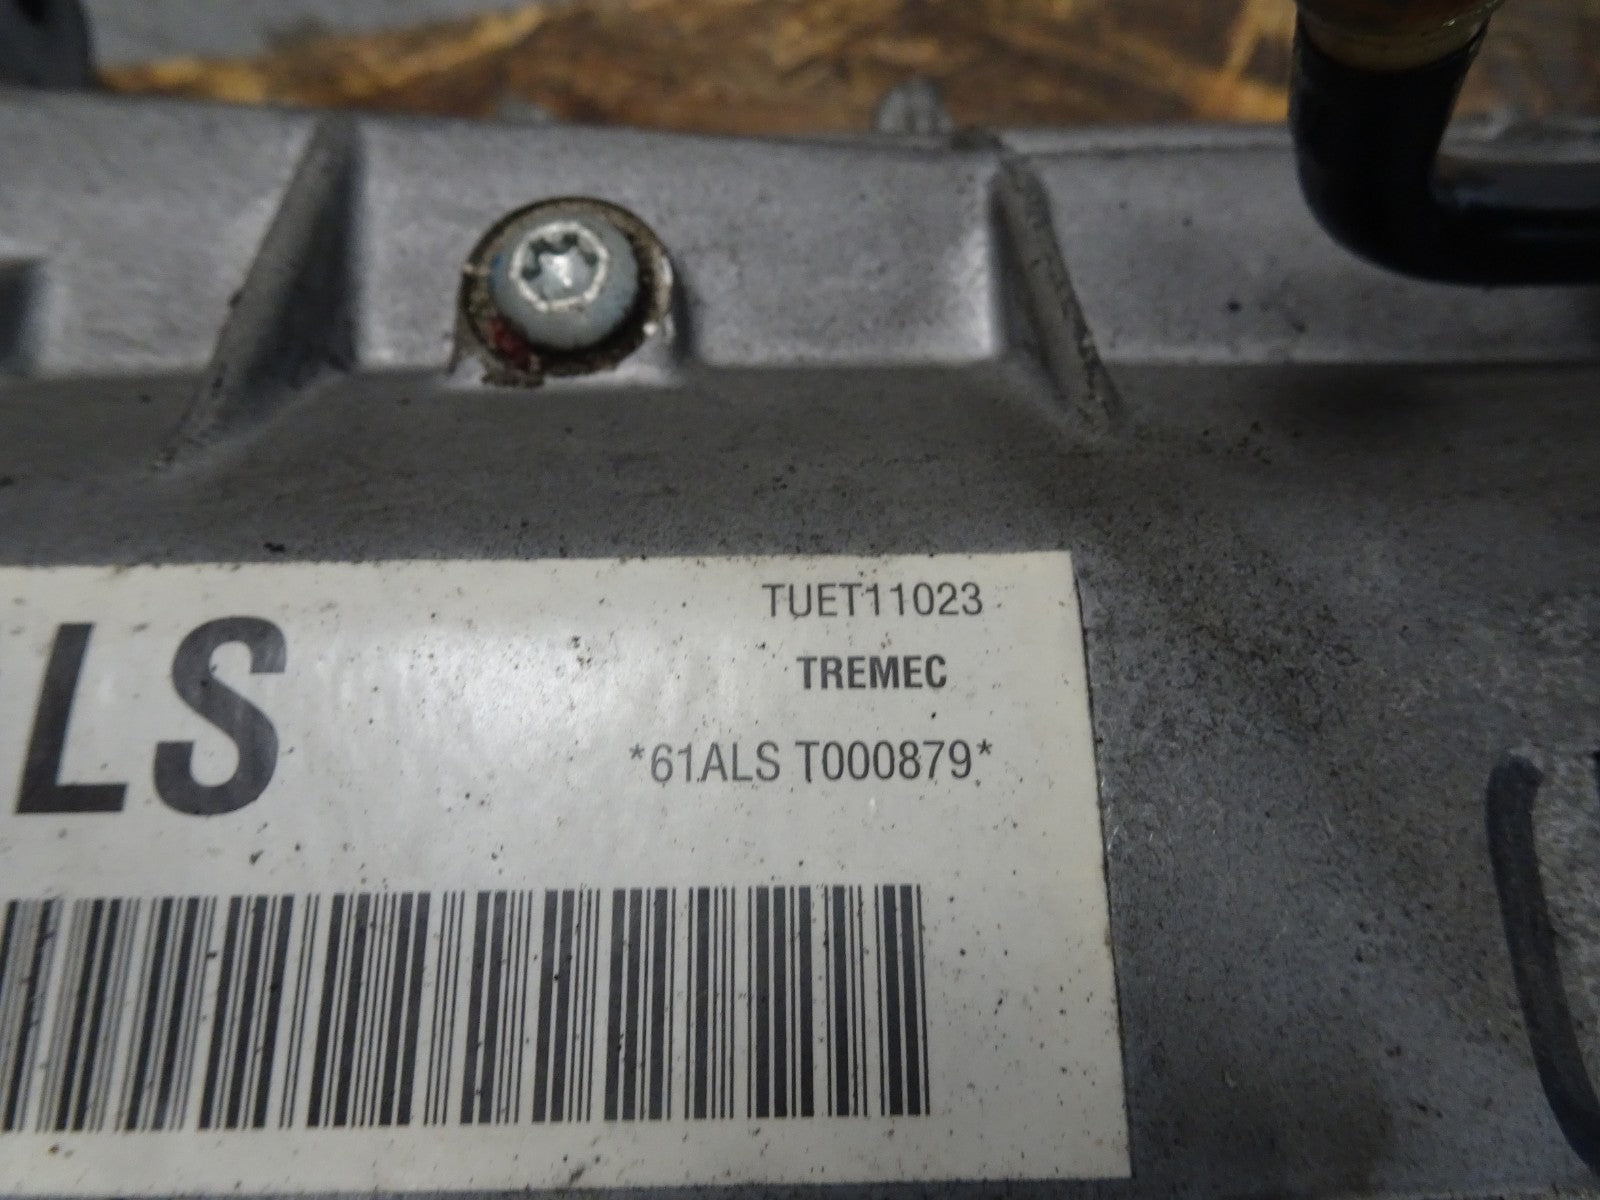 TUET11023
LS
TREMEC
*61ALS T000879*